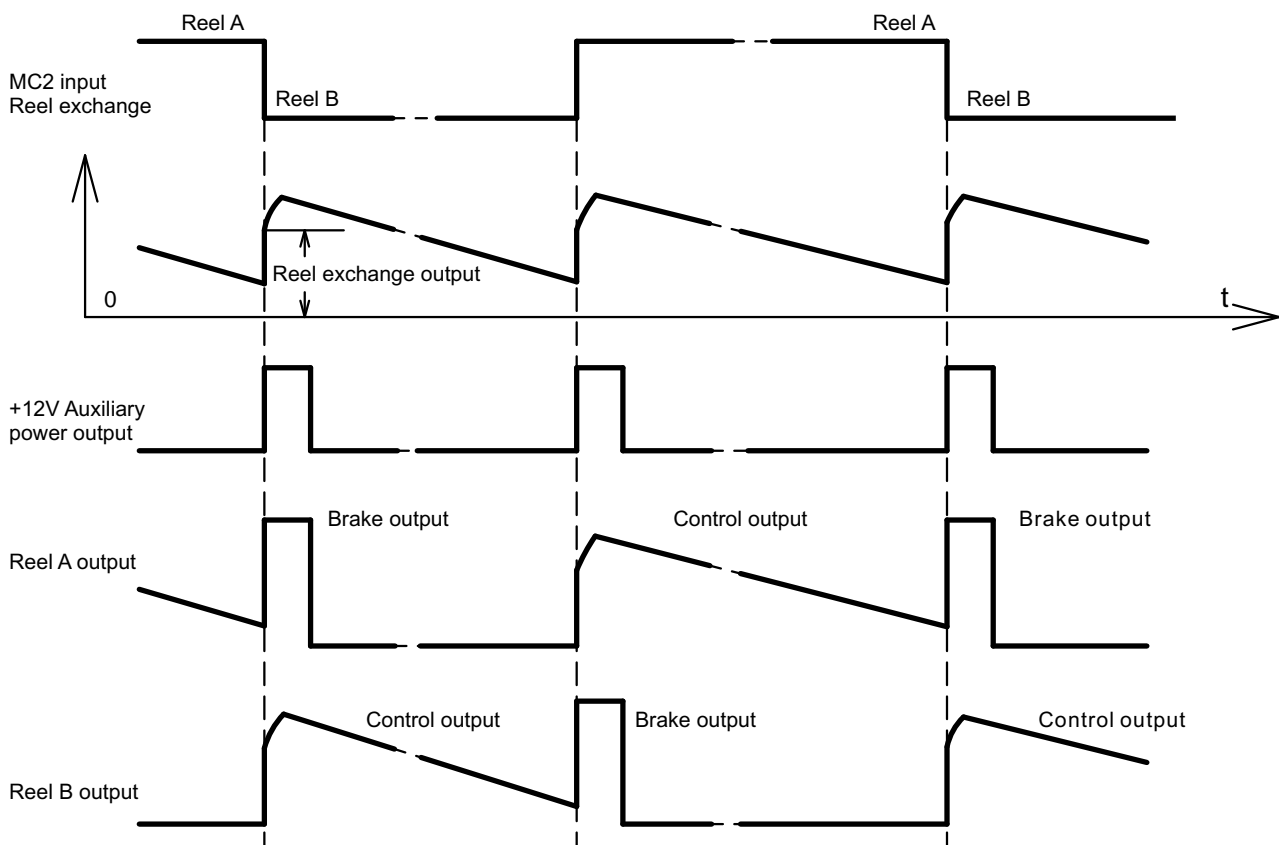 Reel A
Reel A
MC2 input
Reel exchange
Reel B
Reel B
Reel exchange output
0
t
+12V Auxiliary
power output
Brake output
Control output
Brake output
Reel A output
Control output
Brake output
Control output
Reel B output